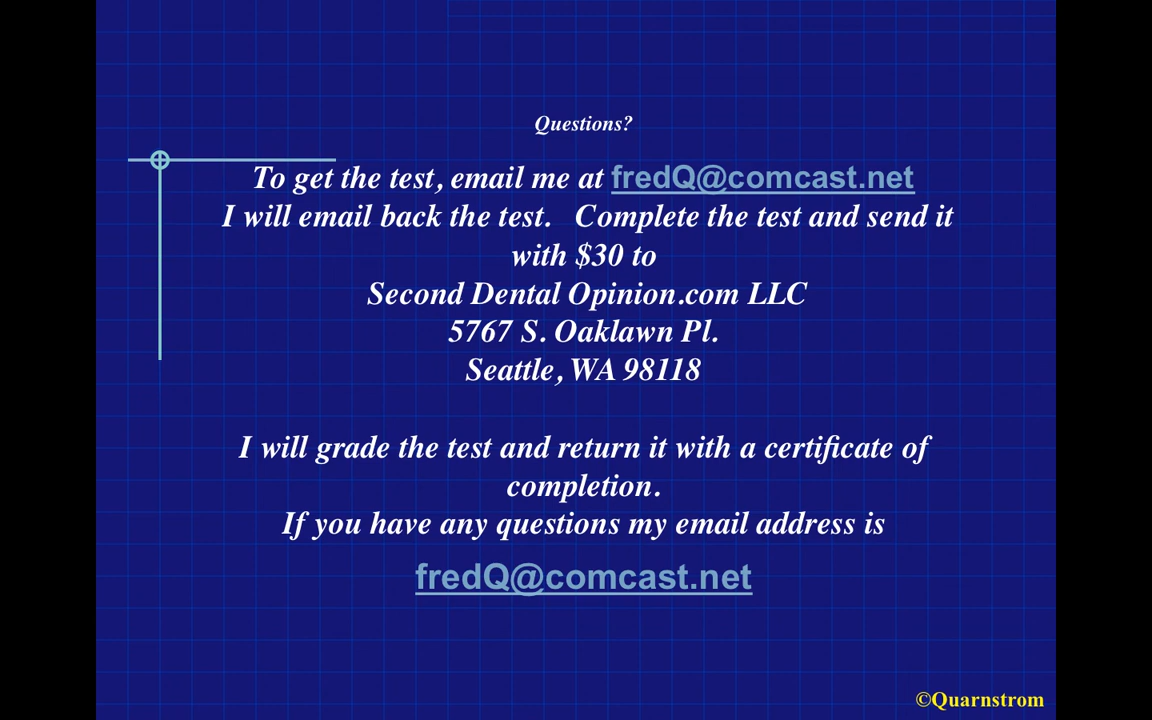 Questions?
To get the test, email me at fredQ@comcast.net
I will email back the test.   Complete the test and send it
with $30 to
Second Dental Opinion.com LLC
5767 S. Oaklawn Pl.
Seattle, WA 98118
I will grade the test and return it with a certificate of
completion.
If you have any questions my email address is
fredQ@comcast.net
©Quarnstrom